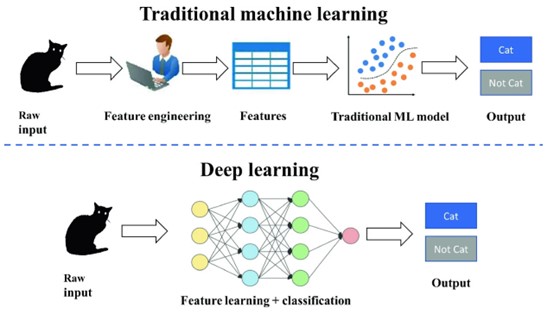 Traditional machine learning
Cat
Not Cat
Raw
input
Feature engineering
Features
Traditional ML model
Output
Deep learning
Cat
Not Cat
Raw
input
Feature learning + classification
Output